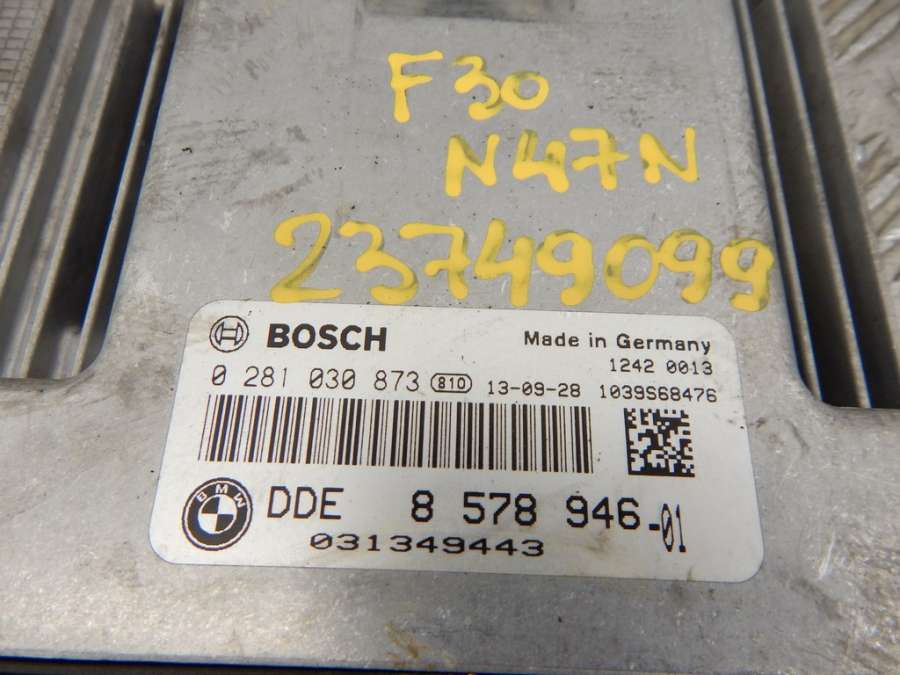 F30
N47N
23749099
BOSCH
Made in Germany
1242 0013
0 281 030 873 810 13-09-28 1039S68476
BMW
DDE 8 578 946-01
031349443